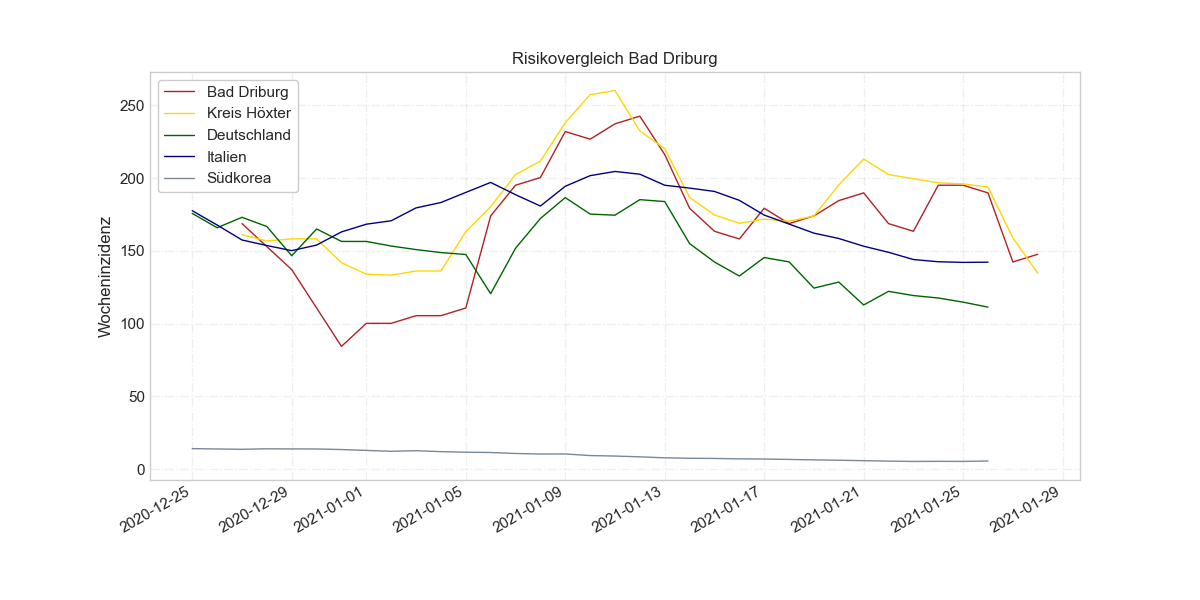 Risikovergleich Bad Driburg
Bad Driburg
Kreis Höxter
Deutschland
Italien
Südkorea
Wocheninzidenz
250
200
150
100
50
0
2020-12-25
2020-12-29
2021-01-01
2021-01-05
2021-01-09
2021-01-13
2021-01-17
2021-01-21
2021-01-25
2021-01-29